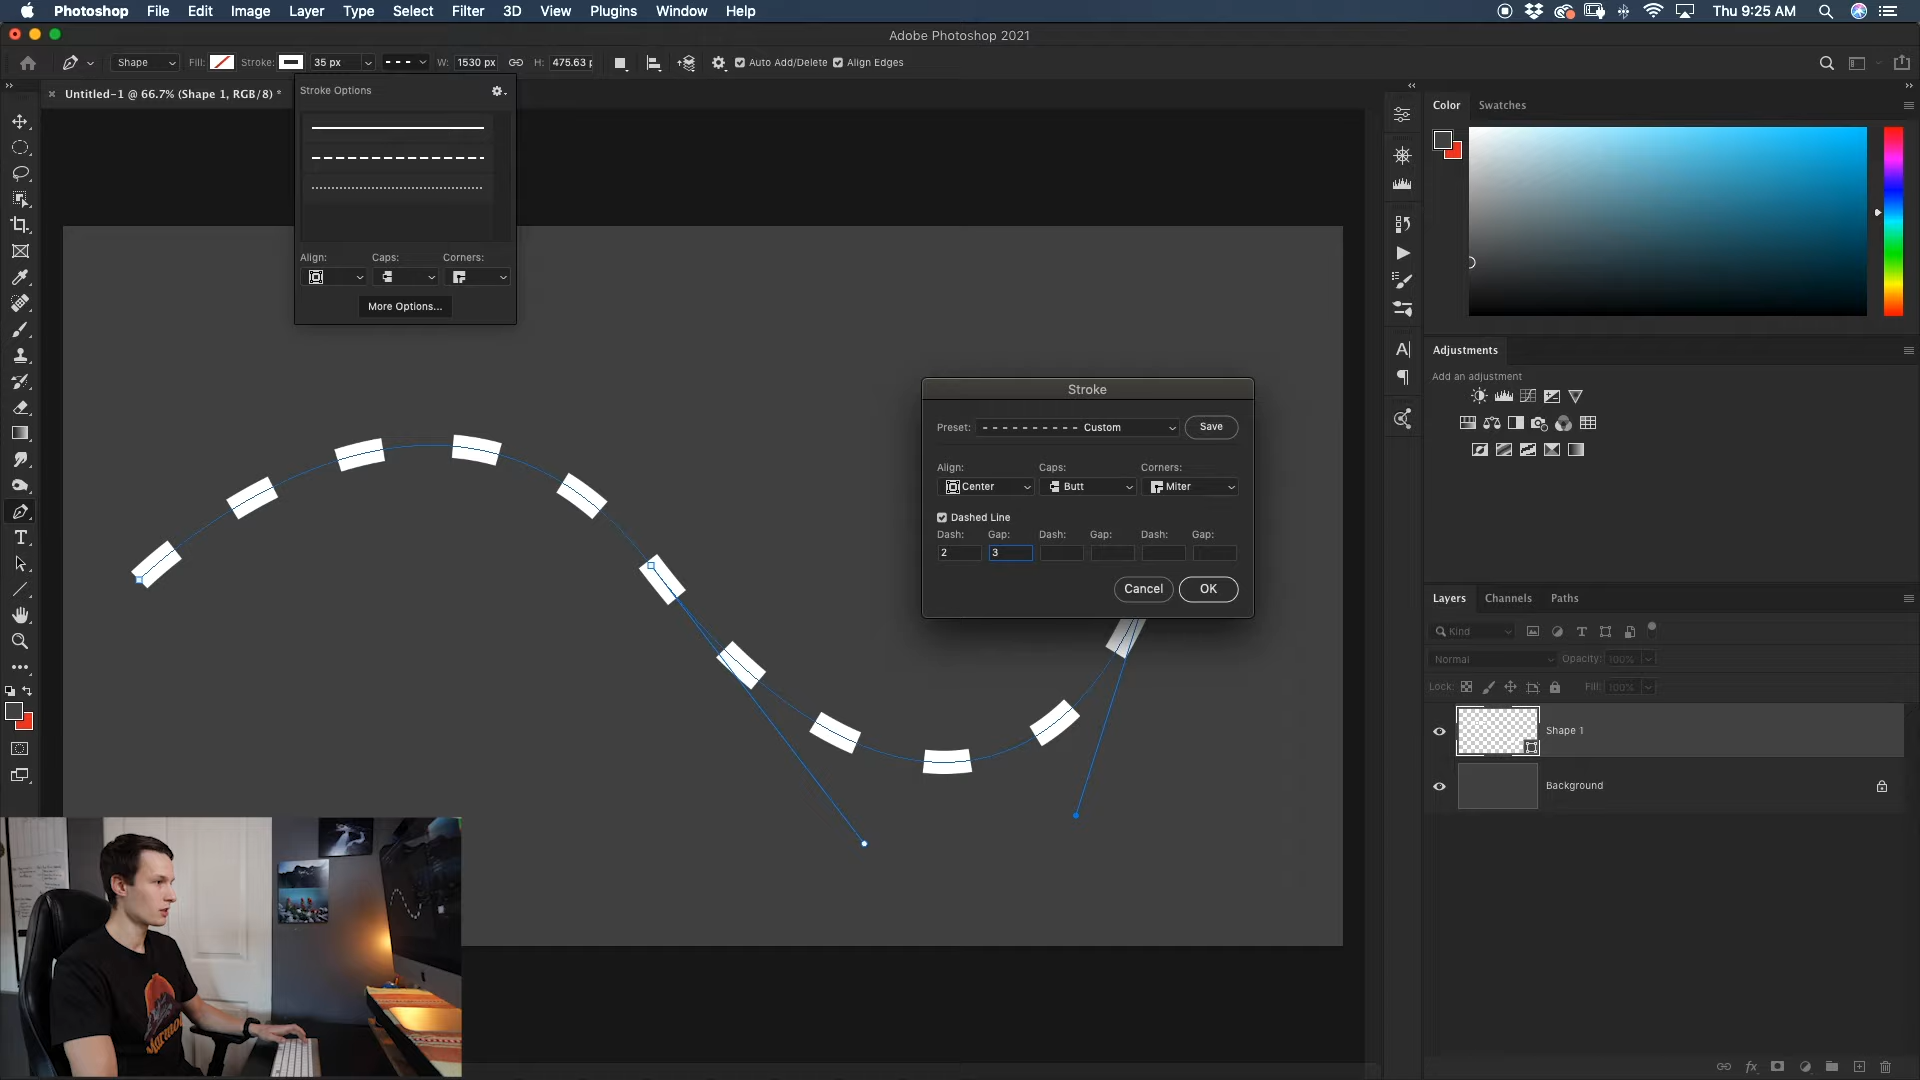 Photoshop File Edit Image Layer Type Select Filter 3D View Plugins Window Help Thu 9:25 AM
Adobe Photoshop 2021
Shape Fill: Stroke: 35 px W: 1530 px H: 475.63 p Auto Add/Delete Align Edges
Untitled-1 @ 66.7% (Shape 1, RGB/8) *
Stroke Options
Align: Caps: Corners:
More Options...
Stroke
Preset: Custom Save
Align: Caps: Corners:
Center Butt Miter
Dashed Line
Dash: Gap: Dash: Gap: Dash: Gap:
2 3
Cancel OK
Color Swatches
Adjustments
Add an adjustment
Layers Channels Paths
Kind
Normal Opacity: 100%
Lock: Fill: 100%
Shape 1
Background
Marmo